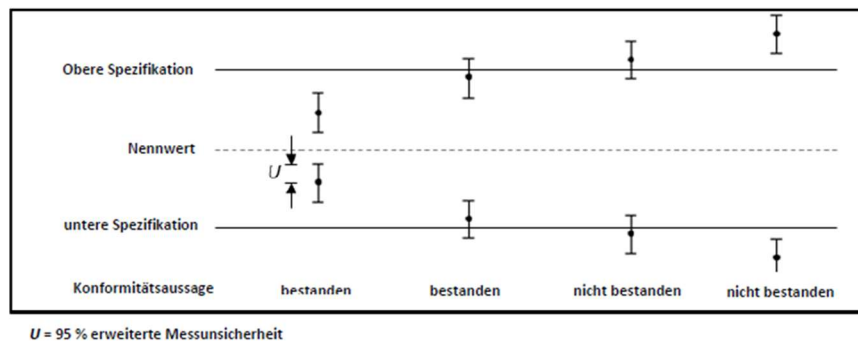 Obere Spezifikation
Nennwert
U
untere Spezifikation
Konformitätsaussage bestanden bestanden nicht bestanden nicht bestanden
U = 95 % erweiterte Messunsicherheit